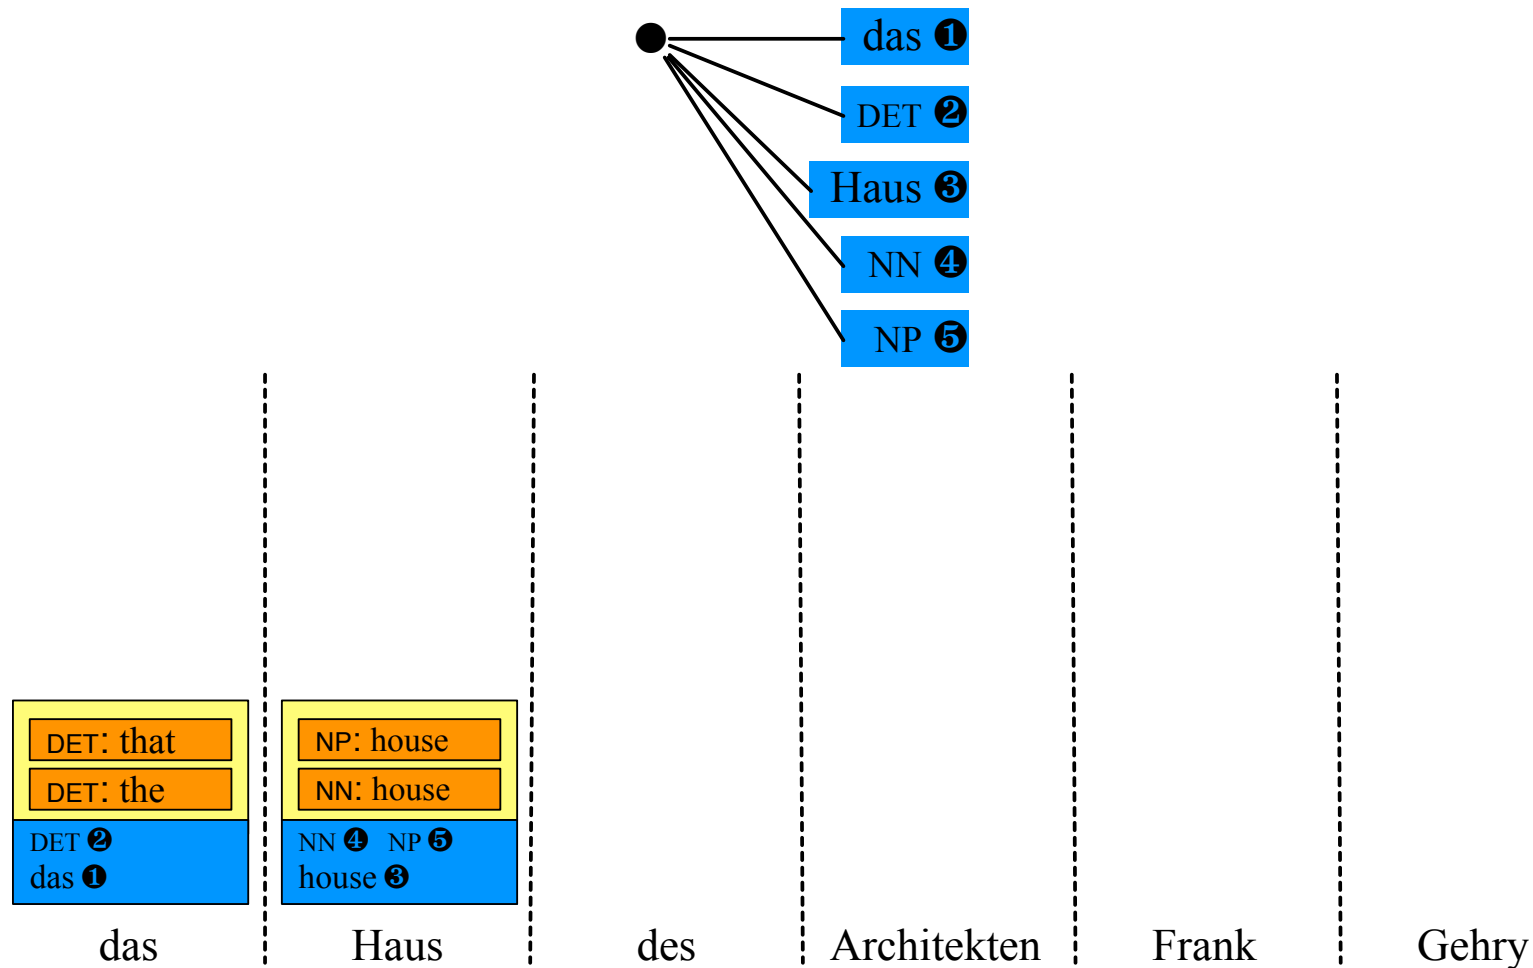 das ❶
DET ❷
Haus ❸
NN ❹
NP ❺
DET: that
DET: the
DET ❷
das ❶
NP: house
NN: house
NN ❹ NP ❺
house ❸
das Haus des Architekten Frank Gehry